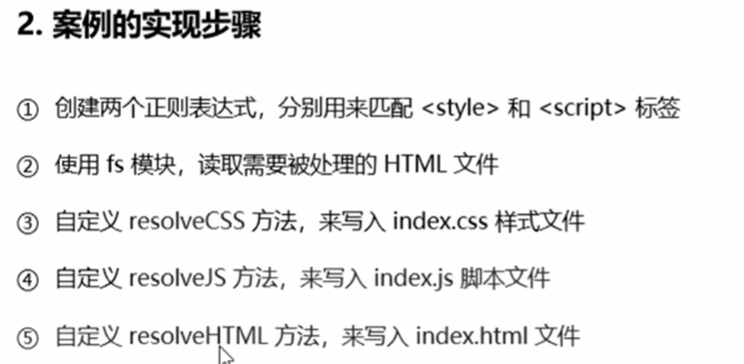 2. 案例的实现步骤
① 创建两个正则表达式，分别用来匹配 <style> 和 <script> 标签
② 使用 fs 模块，读取需要被处理的 HTML 文件
③ 自定义 resolveCSS 方法，来写入 index.css 样式文件
④ 自定义 resolveJS 方法，来写入 index.js 脚本文件
⑤ 自定义 resolveHTML 方法，来写入 index.html 文件